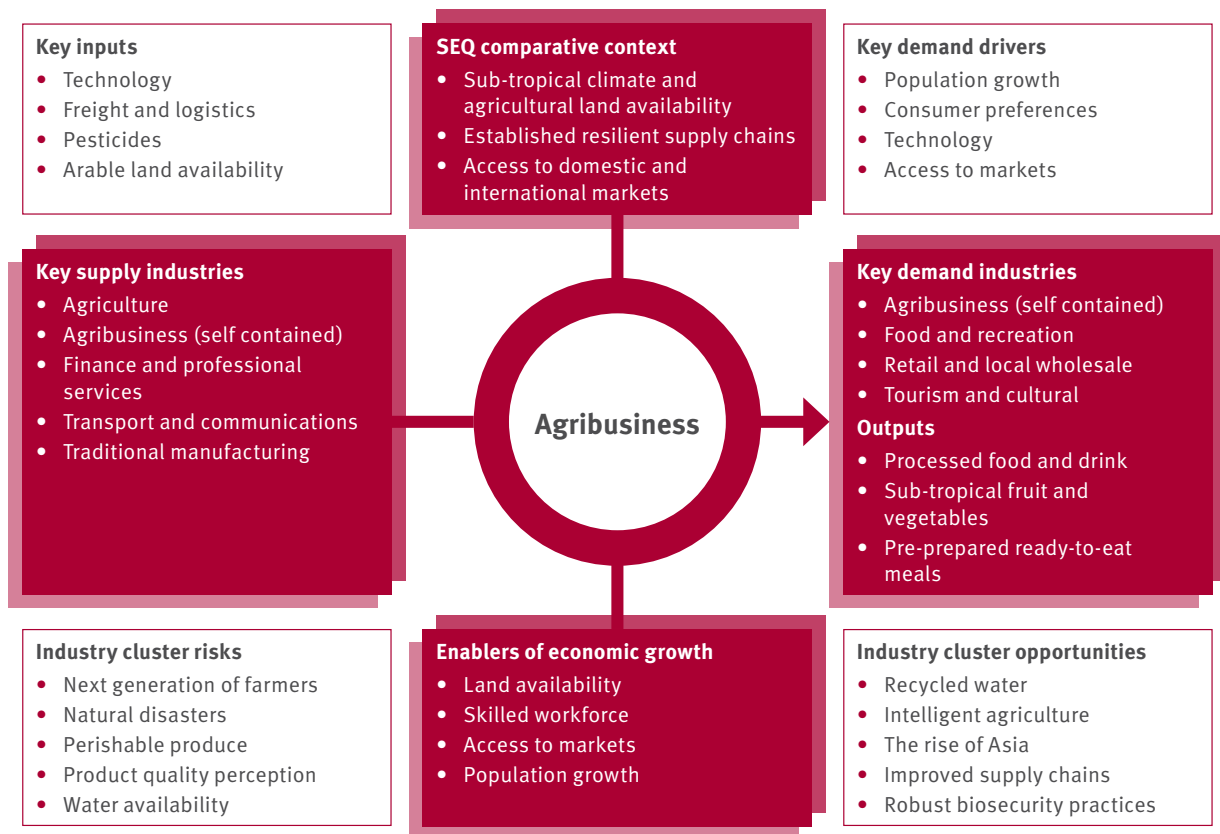 Key inputs
• Technology
• Freight and logistics
• Pesticides
• Arable land availability
SEQ comparative context
• Sub-tropical climate and
agricultural land availability
• Established resilient supply chains
• Access to domestic and
international markets
Key demand drivers
• Population growth
• Consumer preferences
• Technology
• Access to markets
Key supply industries
• Agriculture
• Agribusiness (self contained)
• Finance and professional
services
• Transport and communications
• Traditional manufacturing
Agribusiness
Key demand industries
• Agribusiness (self contained)
• Food and recreation
• Retail and local wholesale
• Tourism and cultural
Outputs
• Processed food and drink
• Sub-tropical fruit and
vegetables
• Pre-prepared ready-to-eat
meals
Industry cluster risks
• Next generation of farmers
• Natural disasters
• Perishable produce
• Product quality perception
• Water availability
Enablers of economic growth
• Land availability
• Skilled workforce
• Access to markets
• Population growth
Industry cluster opportunities
• Recycled water
• Intelligent agriculture
• The rise of Asia
• Improved supply chains
• Robust biosecurity practices